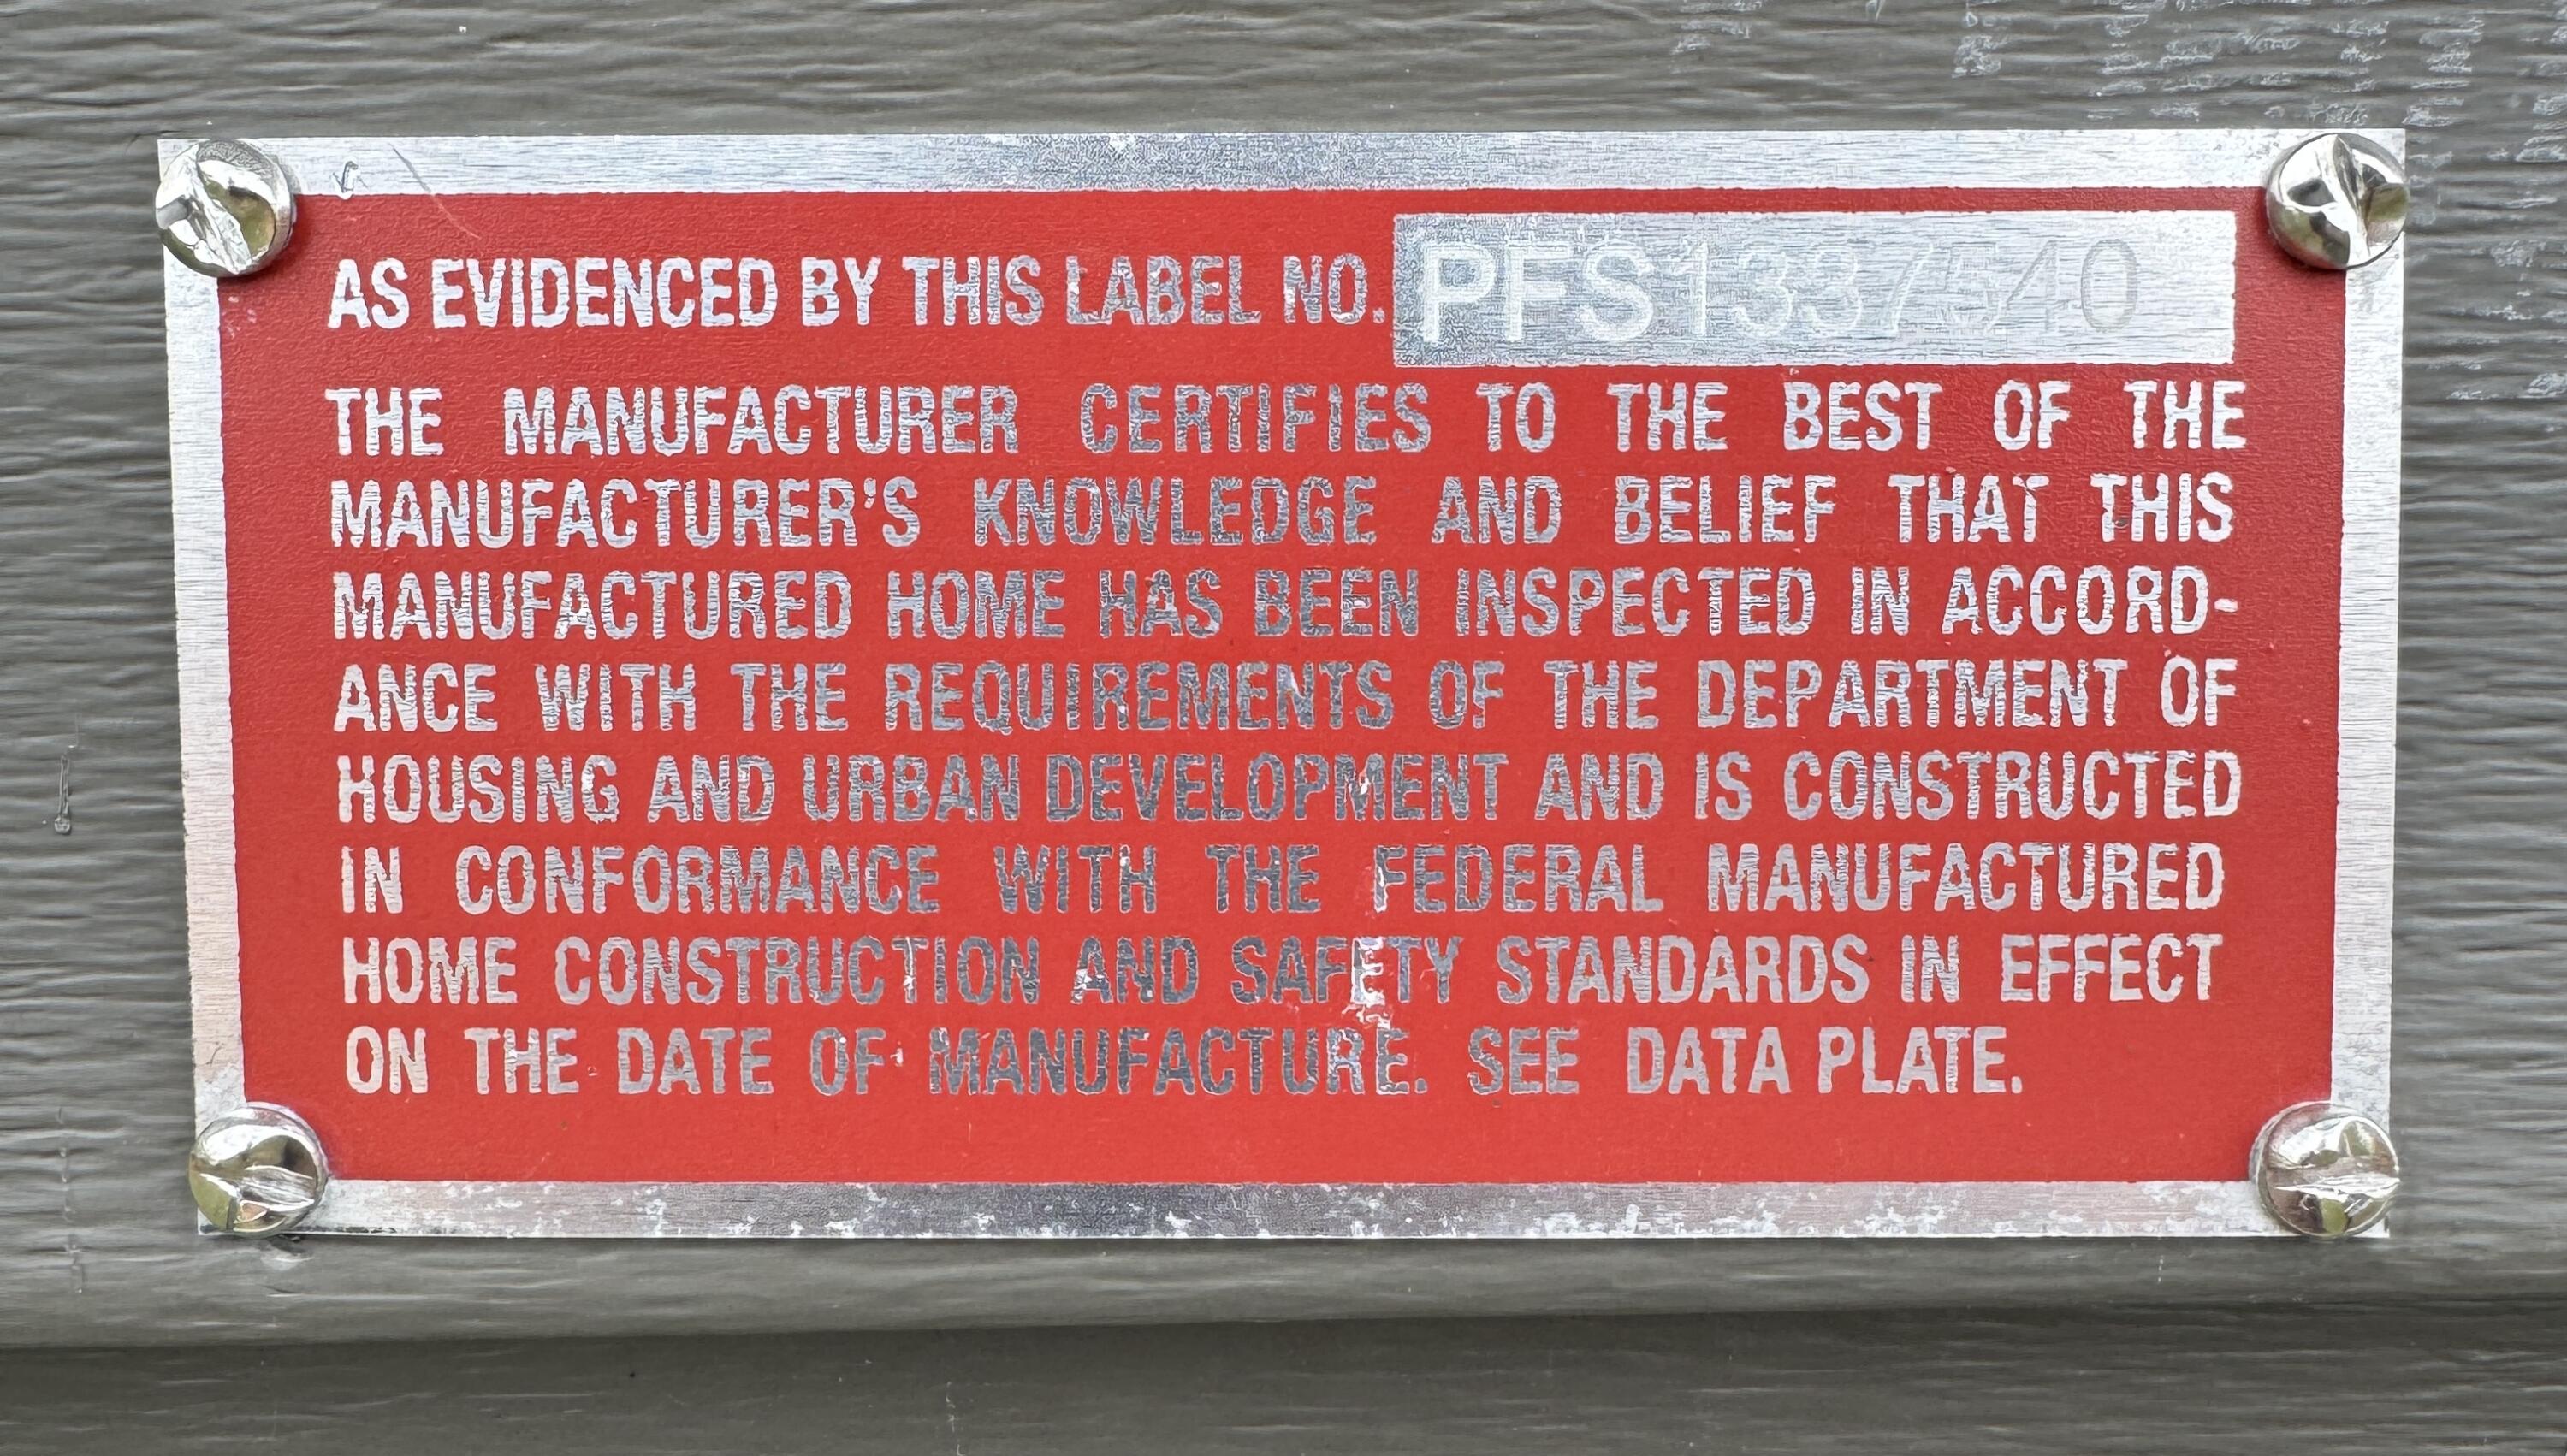 AS EVIDENCED BY THIS LABEL NO. PFS1337540
THE MANUFACTURER CERTIFIES TO THE BEST OF THE
MANUFACTURER'S KNOWLEDGE AND BELIEF THAT THIS
MANUFACTURED HOME HAS BEEN INSPECTED IN ACCORD-
ANCE WITH THE REQUIREMENTS OF THE DEPARTMENT OF
HOUSING AND URBAN DEVELOPMENT AND IS CONSTRUCTED
IN CONFORMANCE WITH THE FEDERAL MANUFACTURED
HOME CONSTRUCTION AND SAFETY STANDARDS IN EFFECT
ON THE DATE OF MANUFACTURE. SEE DATA PLATE.